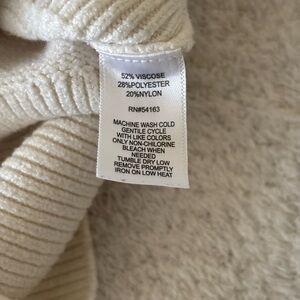 52% VISCOSE
28%POLYESTER
20%NYLON
RN#54163
MACHINE WASH COLD
GENTILE CYCLE
WITH LIKE COLORS
ONLY NON-CHLORINE
BLEACH WHEN
NEEDED
TUMBLE DRY LOW
REMOVE PROMPTLY
IRON ON LOW HEAT